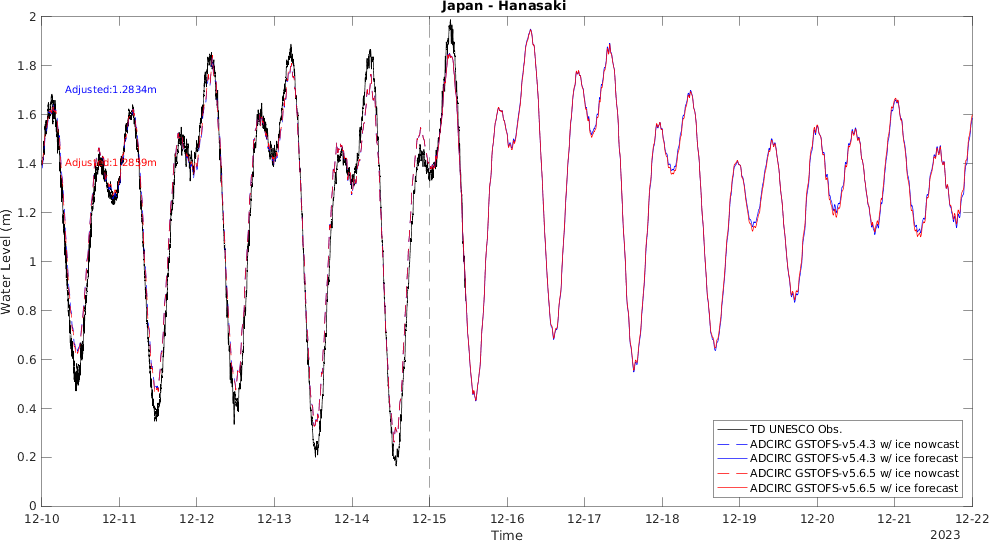 Japan - Hanasaki
Water Level (m)
2
1.8
1.6
1.4
1.2
1
0.8
0.6
0.4
0.2
0
Adjusted:1.2834m
Adjusted:1.2859m
TD UNESCO Obs.
ADCIRC GSTOFS-v5.4.3 w/ ice nowcast
ADCIRC GSTOFS-v5.4.3 w/ ice forecast
ADCIRC GSTOFS-v5.6.5 w/ ice nowcast
ADCIRC GSTOFS-v5.6.5 w/ ice forecast
12-10 12-11 12-12 12-13 12-14 12-15 12-16 12-17 12-18 12-19 12-20 12-21 12-22
Time
2023